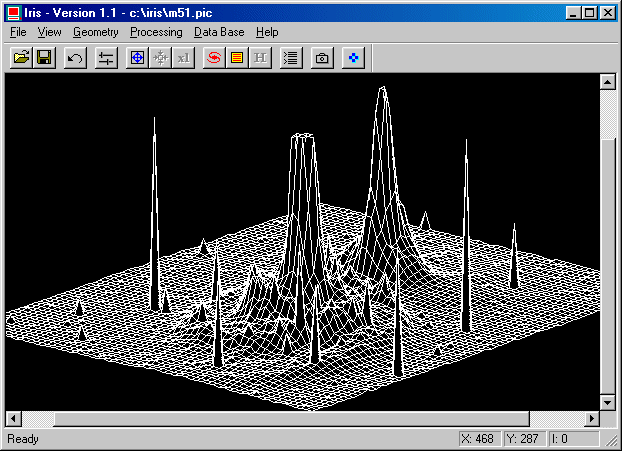 Iris - Version 1.1 - c:\iris\m51.pic
File View Geometry Processing Data Base Help
x1 H
Ready X: 468 Y: 287 I: 0